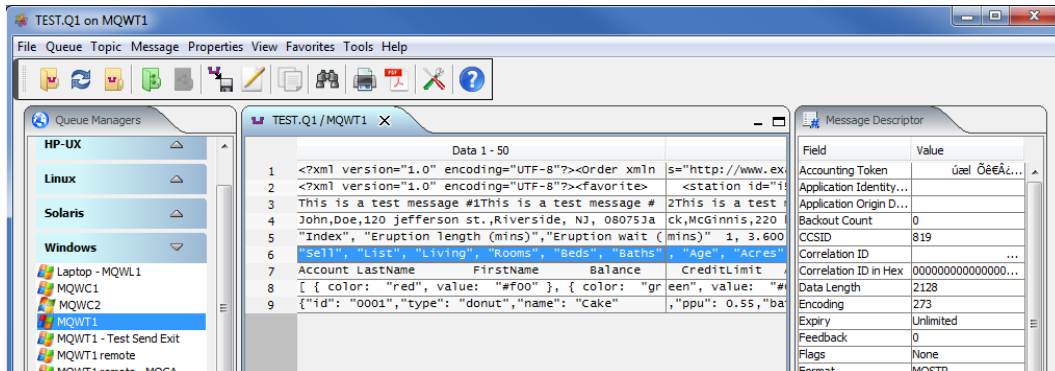 TEST.Q1 on MQWT1
File Queue Topic Message Properties View Favorites Tools Help
PDF
?
Queue Managers
HP-UX
Linux
Solaris
Windows
Laptop - MQWL1
MQWC1
MQWC2
MQWT1
MQWT1 - Test Send Exit
MQWT1 remote
MQWT1 remote - MOCA
TEST.Q1 / MQWT1 X
Data 1 - 50
1 <?xml version="1.0" encoding="UTF-8"?><Order xmln s="http://www.exa
2 <?xml version="1.0" encoding="UTF-8"?><favorite> <station id="i
3 This is a test message #1This is a test message # 2This is a test
4 John,Doe,120 jefferson st.,Riverside, NJ, 08075Ja ck,McGinnis,220
5 "Index", "Eruption length (mins)","Eruption wait ( mins)" 1, 3.600
6 "Sell", "List", "Living", "Rooms", "Beds", "Baths" , "Age", "Acres"
7 Account LastName FirstName Balance CreditLimit
8 [ { color: "red", value: "#f00" }, { color: "gr een", value: "#
9 {"id": "0001","type": "donut","name": "Cake" ,"ppu": 0.55,"ba
Message Descriptor
Field Value
Accounting Token
Application Identity...
Application Origin D...
Backout Count 0
CCSID 819
Correlation ID ...
Correlation ID in Hex 000000000000000...
Data Length 2128
Encoding 273
Expiry Unlimited
Feedback 0
Flags None
Format MQSTR